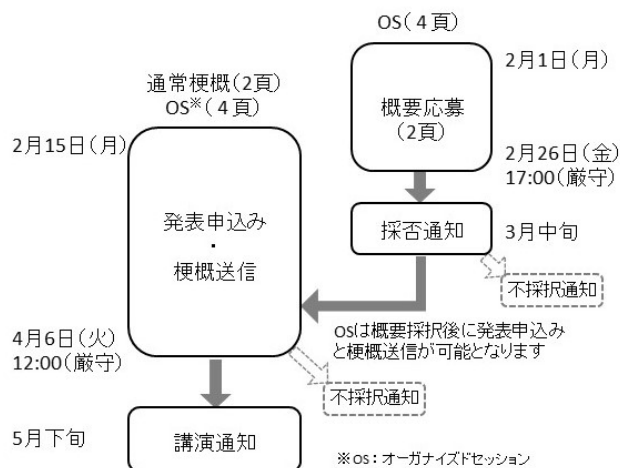 OS(4頁)
2月1日(月)
概要応募
(2頁)
2月26日(金)
17:00(厳守)
採否通知
3月中旬
不採択通知
通常梗概(2頁)
OS※(4頁)
2月15日(月)
発表申込み
・
梗概送信
OSは概要採択後に発表申込み
と梗概送信が可能となります
4月6日(火)
12:00(厳守)
不採択通知
5月下旬
講演通知
※OS：オーガナイズドセッション